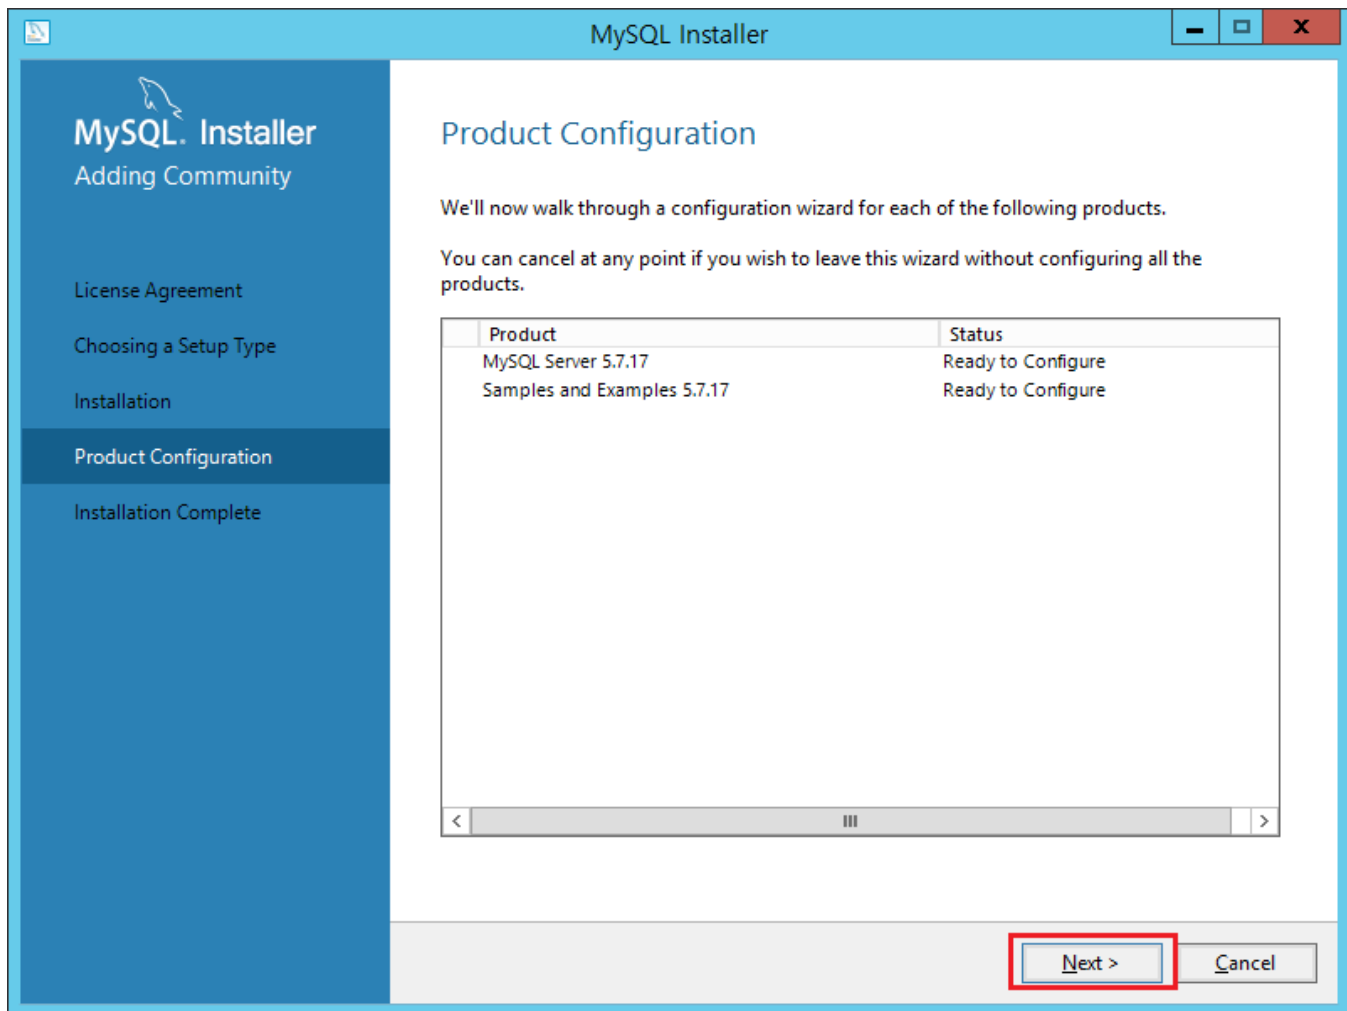 MySQL Installer
MySQL. Installer
Adding Community
License Agreement
Choosing a Setup Type
Installation
Product Configuration
Installation Complete
Product Configuration
We'll now walk through a configuration wizard for each of the following products.
You can cancel at any point if you wish to leave this wizard without configuring all the
products.
Product Status
MySQL Server 5.7.17 Ready to Configure
Samples and Examples 5.7.17 Ready to Configure
Next > Cancel